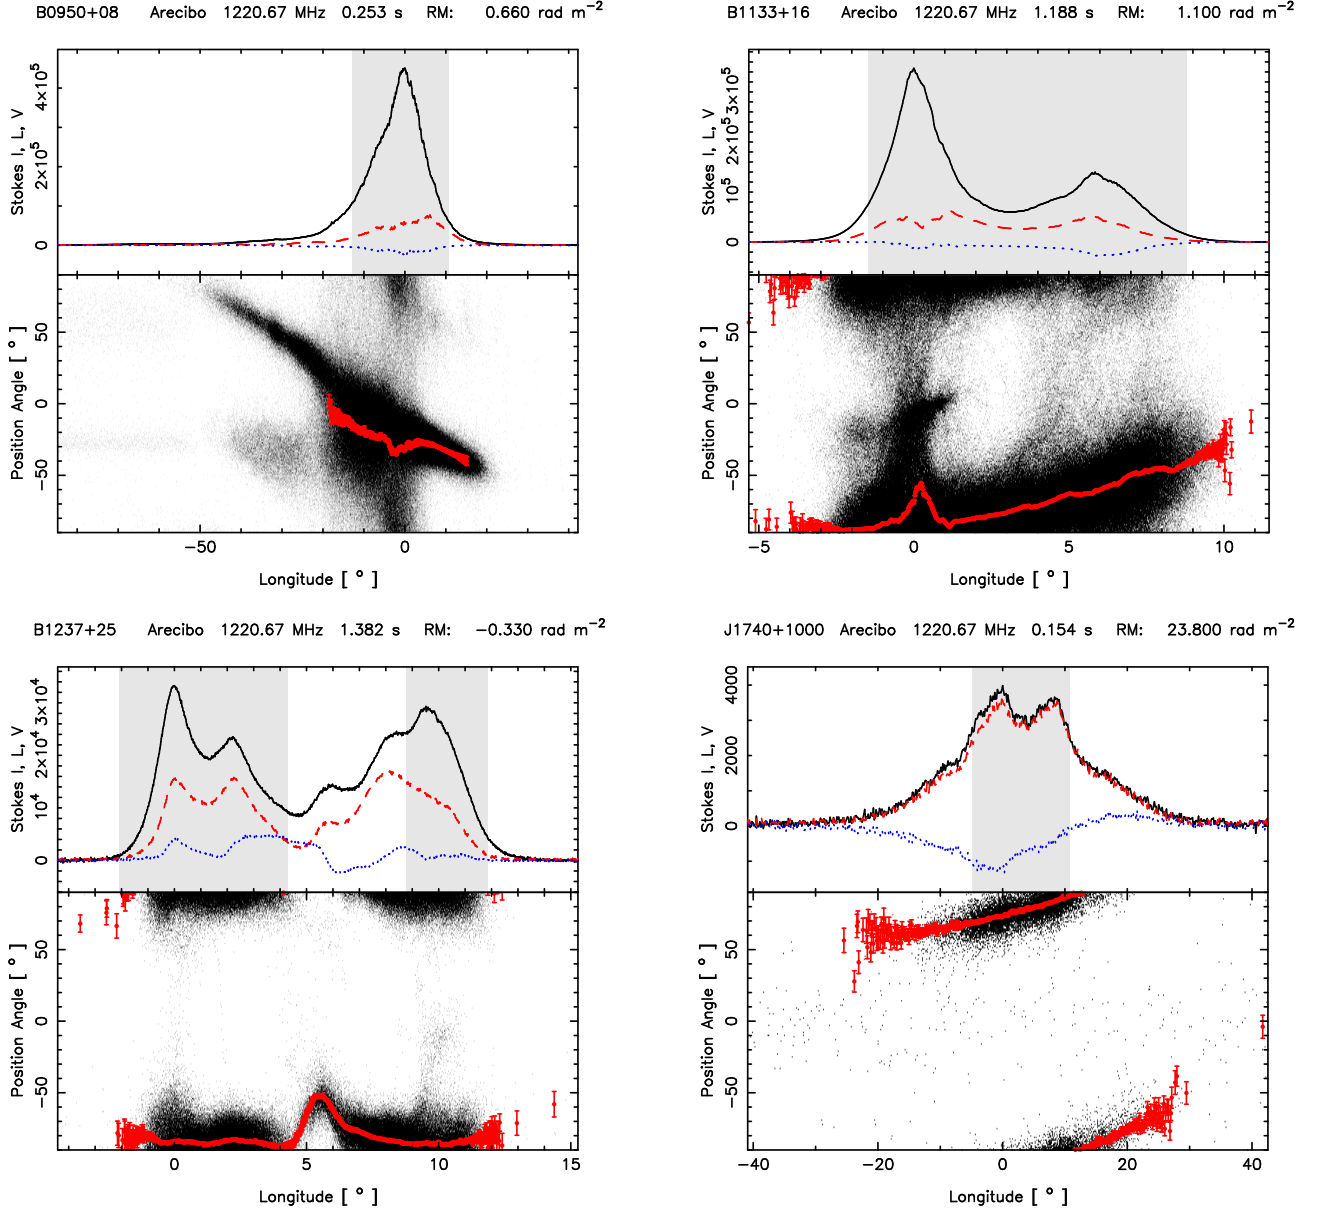 B0950+08 Arecibo 1220.67 MHz 0.253 s RM: 0.660 rad m−2
Stokes I, L, V
0
2×10^5
4×10^5
Position Angle [ ° ]
50
0
−50
−50 0
Longitude [ ° ]
B1133+16 Arecibo 1220.67 MHz 1.188 s RM: 1.100 rad m−2
Stokes I, L, V
0
10^5
2×10^5
3×10^5
Position Angle [ ° ]
50
0
−50
−5 0 5 10
Longitude [ ° ]
B1237+25 Arecibo 1220.67 MHz 1.382 s RM: −0.330 rad m−2
Stokes I, L, V
0
10^4
2×10^4
3×10^4
Position Angle [ ° ]
50
0
−50
0 5 10 15
Longitude [ ° ]
J1740+1000 Arecibo 1220.67 MHz 0.154 s RM: 23.800 rad m−2
Stokes I, L, V
0
2000
4000
Position Angle [ ° ]
50
0
−50
−40 −20 0 20 40
Longitude [ ° ]